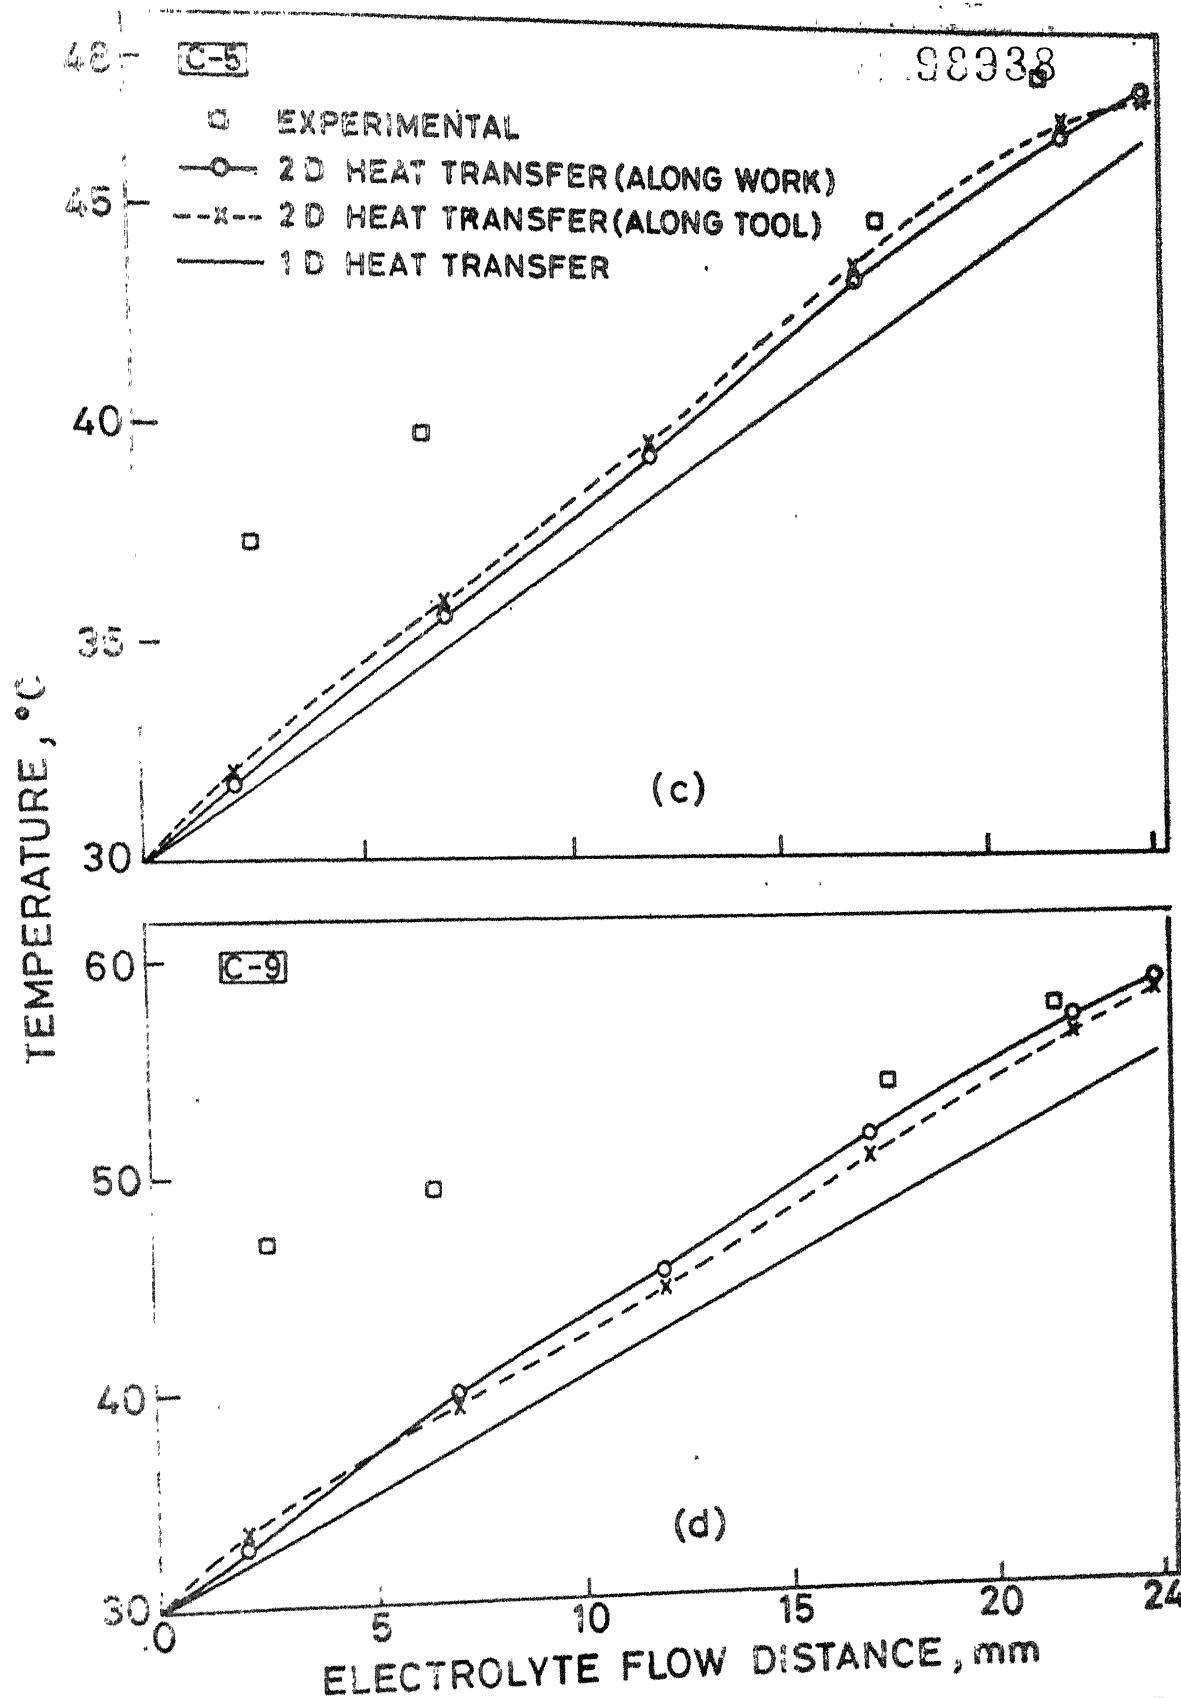 48
C-5
EXPERIMENTAL
2D HEAT TRANSFER (ALONG WORK)
45
2D HEAT TRANSFER (ALONG TOOL)
1D HEAT TRANSFER
40
35
30
(c)
TEMPERATURE, °C
60
C-9
50
40
30
(d)
0 5 10 15 20 24
ELECTROLYTE FLOW DISTANCE, mm